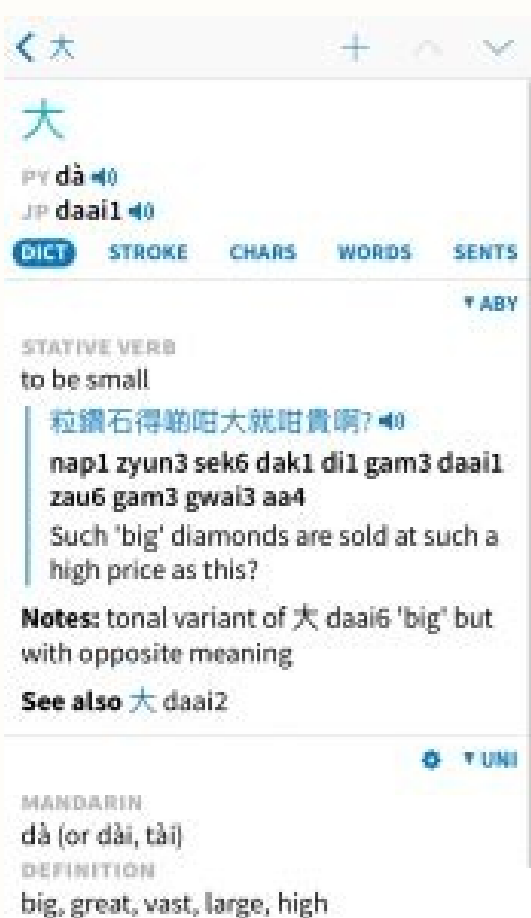 大
大
PY dà
JP daai1
DICT STROKE CHARS WORDS SENTS
▼ ABY
STATIVE VERB
to be small
粒鑽石得啲咁大就咁貴啊?
nap1 zyun3 sek6 dak1 di1 gam3 daai1
zau6 gam3 gwai3 aa4
Such 'big' diamonds are sold at such a
high price as this?
Notes: tonal variant of 大 daai6 'big' but
with opposite meaning
See also 大 daai2
▼ UNI
MANDARIN
dà (or dài, tài)
DEFINITION
big, great, vast, large, high